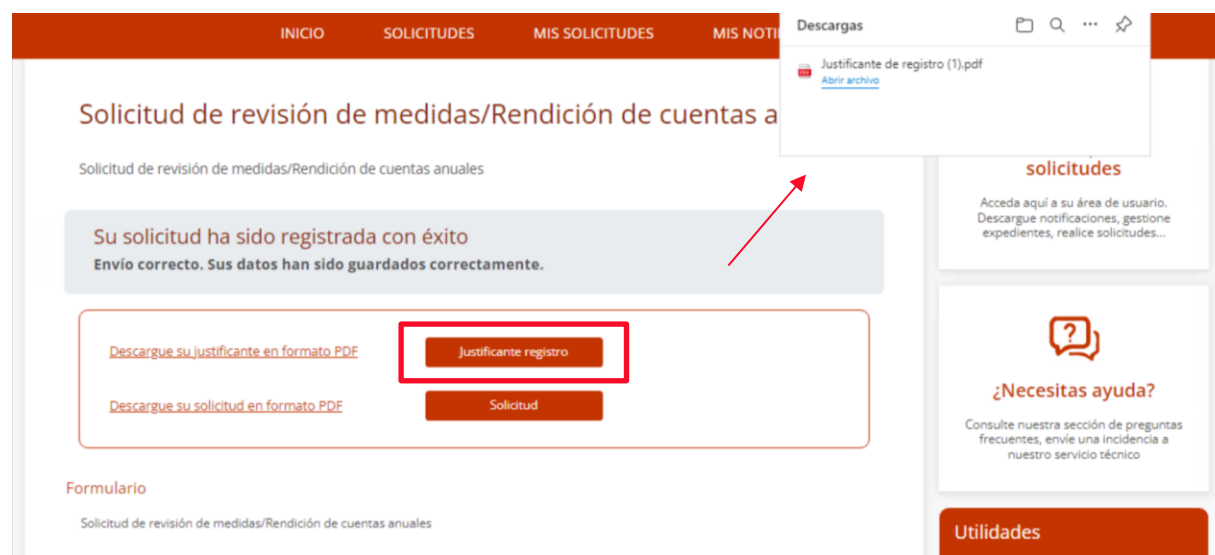 INICIO SOLICITUDES MIS SOLICITUDES MIS NOTI
Descargas
Justificante de registro (1).pdf
Abrir archivo
Solicitud de revisión de medidas/Rendición de cuentas a
Solicitud de revisión de medidas/Rendición de cuentas anuales
Su solicitud ha sido registrada con éxito
Envío correcto. Sus datos han sido guardados correctamente.
Descargue su justificante en formato PDF Justificante registro
Descargue su solicitud en formato PDF Solicitud
Formulario
Solicitud de revisión de medidas/Rendición de cuentas anuales
solicitudes
Acceda aquí a su área de usuario.
Descargue notificaciones, gestione
expedientes, realice solicitudes...
¿Necesitas ayuda?
Consulte nuestra sección de preguntas
frecuentes, envíe una incidencia a
nuestro servicio técnico
Utilidades